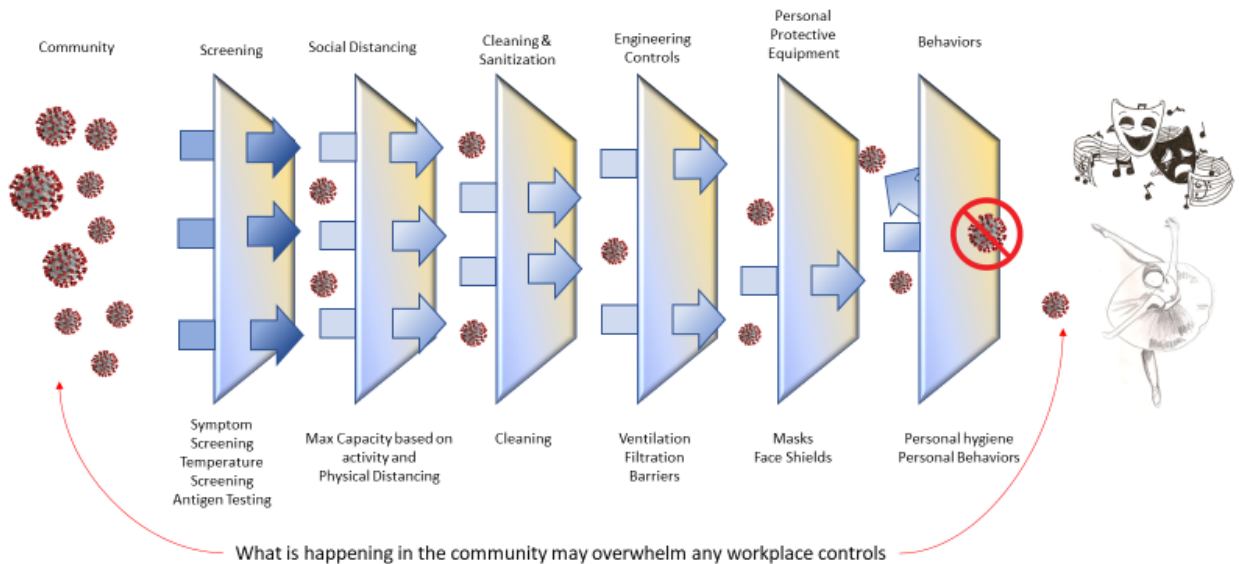 Community
Screening
Social Distancing
Cleaning &
Sanitization
Engineering
Controls
Personal
Protective
Equipment
Behaviors
Symptom
Screening
Temperature
Screening
Antigen Testing
Max Capacity based on
activity and
Physical Distancing
Cleaning
Ventilation
Filtration
Barriers
Masks
Face Shields
Personal hygiene
Personal Behaviors
What is happening in the community may overwhelm any workplace controls